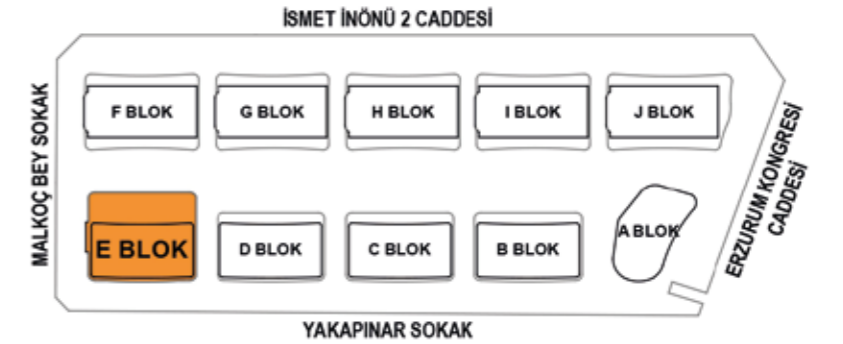 İSMET İNÖNÜ 2 CADDESİ
MALKOÇ BEY SOKAK
F BLOK
G BLOK
H BLOK
I BLOK
J BLOK
ERZURUM KONGRESİ
CADDESİ
E BLOK
D BLOK
C BLOK
B BLOK
A BLOK
YAKAPINAR SOKAK